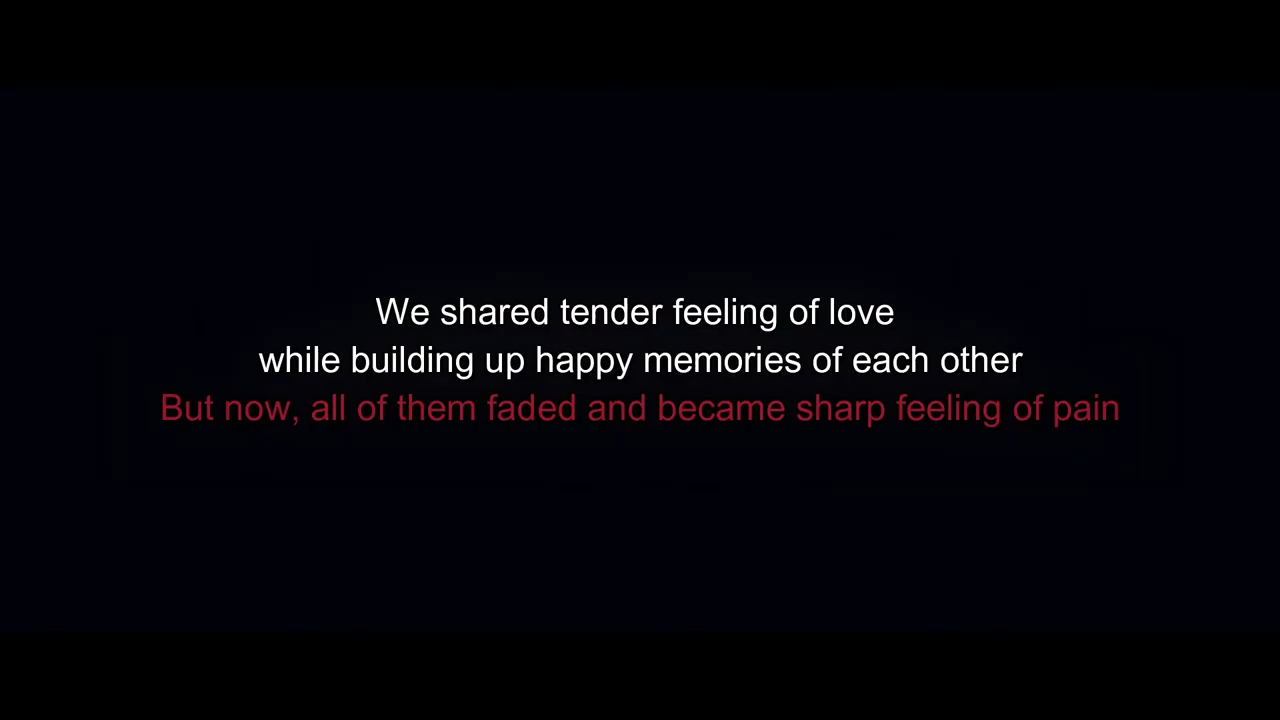 We shared tender feeling of love
while building up happy memories of each other
But now, all of them faded and became sharp feeling of pain